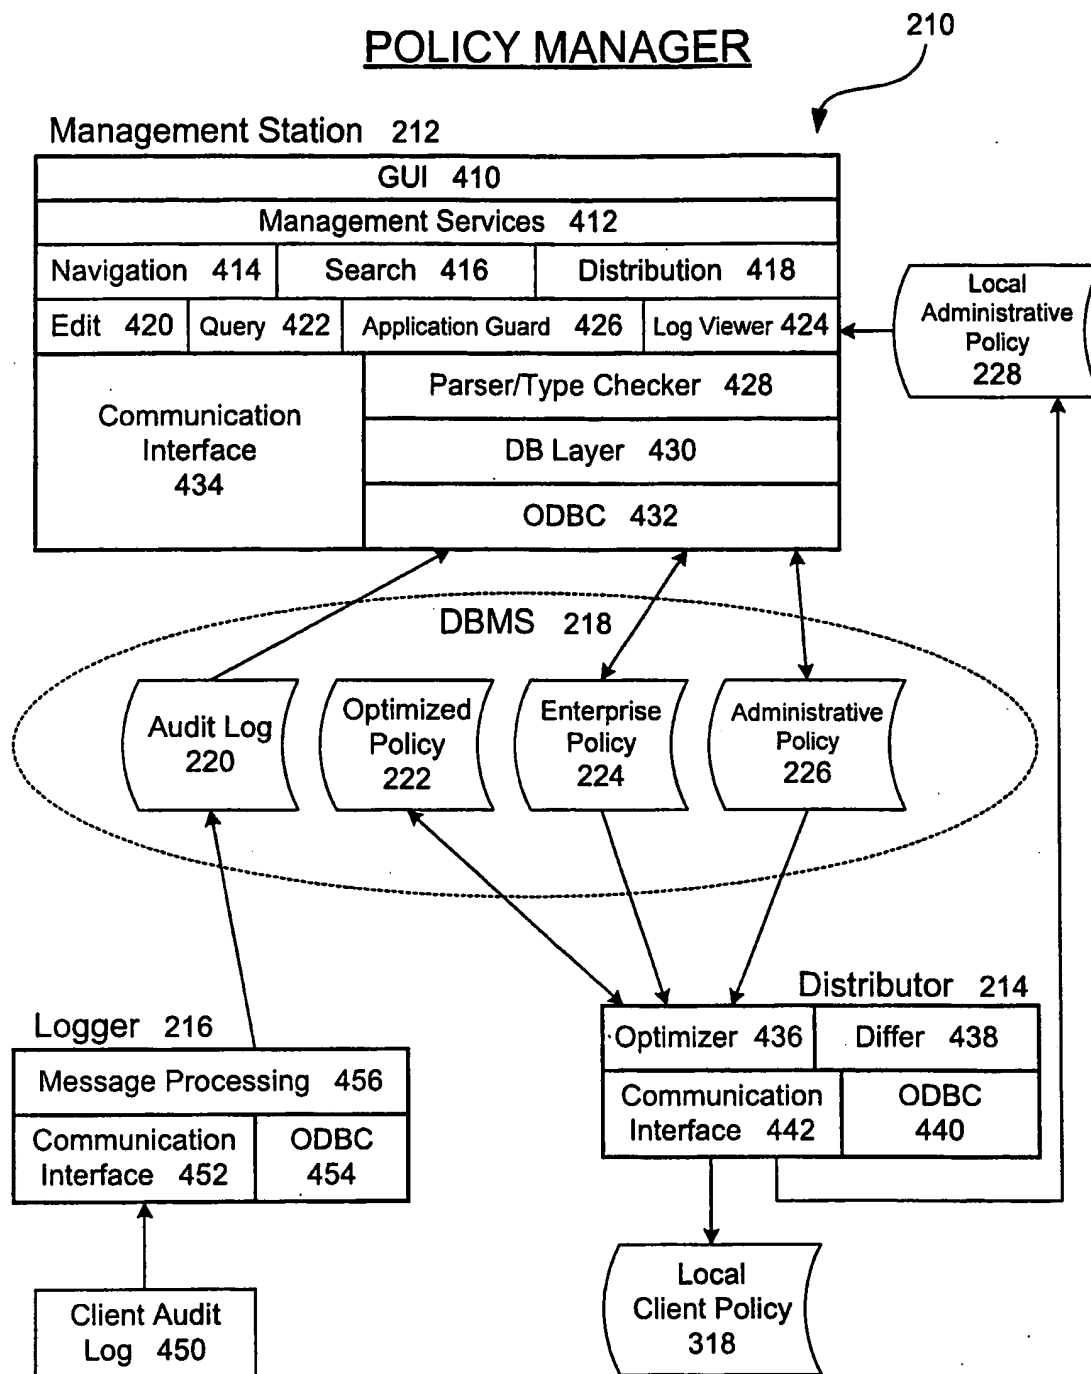 POLICY MANAGER
210
Management Station 212
GUI 410
Management Services 412
Navigation 414
Search 416
Distribution 418
Edit 420
Query 422
Application Guard 426
Log Viewer 424
Local
Administrative
Policy
228
Communication
Interface
434
Parser/Type Checker 428
DB Layer 430
ODBC 432
DBMS 218
Audit Log
220
Optimized
Policy
222
Enterprise
Policy
224
Administrative
Policy
226
Distributor 214
Optimizer 436
Differ 438
Communication
Interface 442
ODBC
440
Logger 216
Message Processing 456
Communication
Interface 452
ODBC
454
Client Audit
Log 450
Local
Client Policy
318